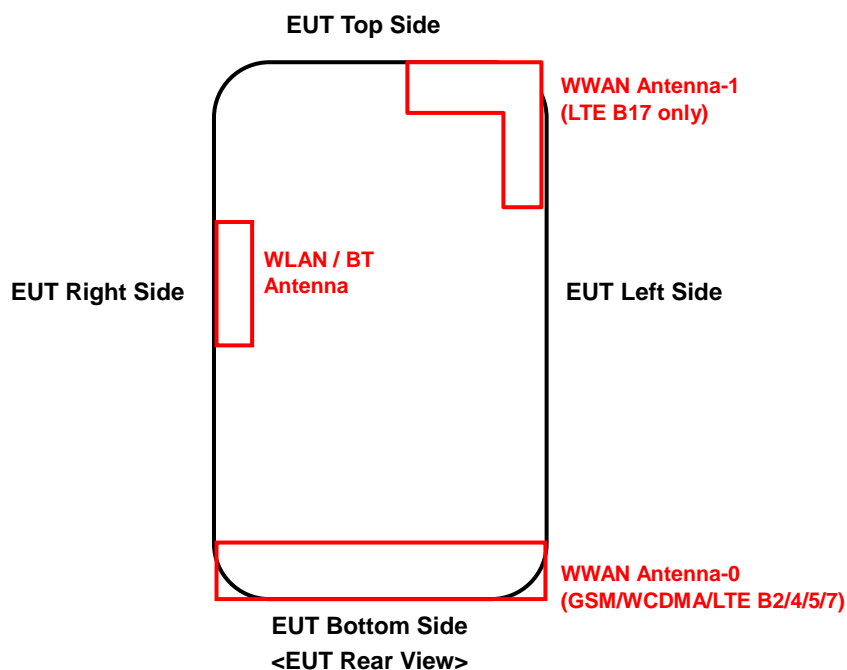 EUT Top Side
WWAN Antenna-1
(LTE B17 only)
WLAN / BT
Antenna
EUT Right Side
EUT Left Side
WWAN Antenna-0
(GSM/WCDMA/LTE B2/4/5/7)
EUT Bottom Side
<EUT Rear View>